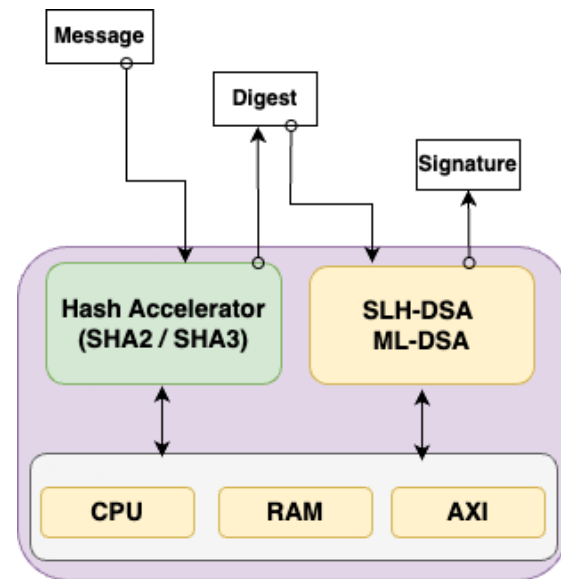 Message
Digest
Signature
Hash Accelerator
(SHA2 / SHA3)
SLH-DSA
ML-DSA
CPU
RAM
AXI